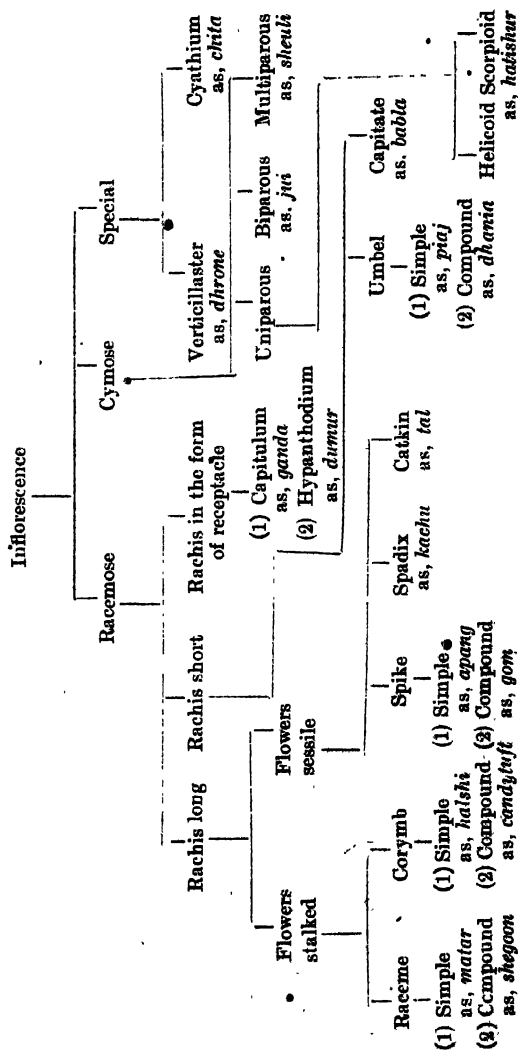 Inflorescence
Racemose
Cymose
Special
Rachis long
Rachis short
Rachis in the form
of receptacle
Verticillaster
as, dhrone
Cyathium
as, chita
(1) Capitulum
as, ganda
(2) Hypanthodium
as, dumur
Uniparous
Biparous
as. jui
Multiparous
as, sheuli
Flowers
stalked
Flowers
sessile
Umbel
(1) Simple
as, piaj
(2) Compound
as, dhania
Capitate
as. babla
Helicoid Scorpioid
as, hatishur
Raceme
(1) Simple
as, matar
(2) Compound
as, shegoon
Corymb
(1) Simple
as, halshi
(2) Compound
as, candytuft
Spike
(1) Simple
as, apang
(2) Compound
as, gom
Spadix
as, kachu
Catkin
as, tal